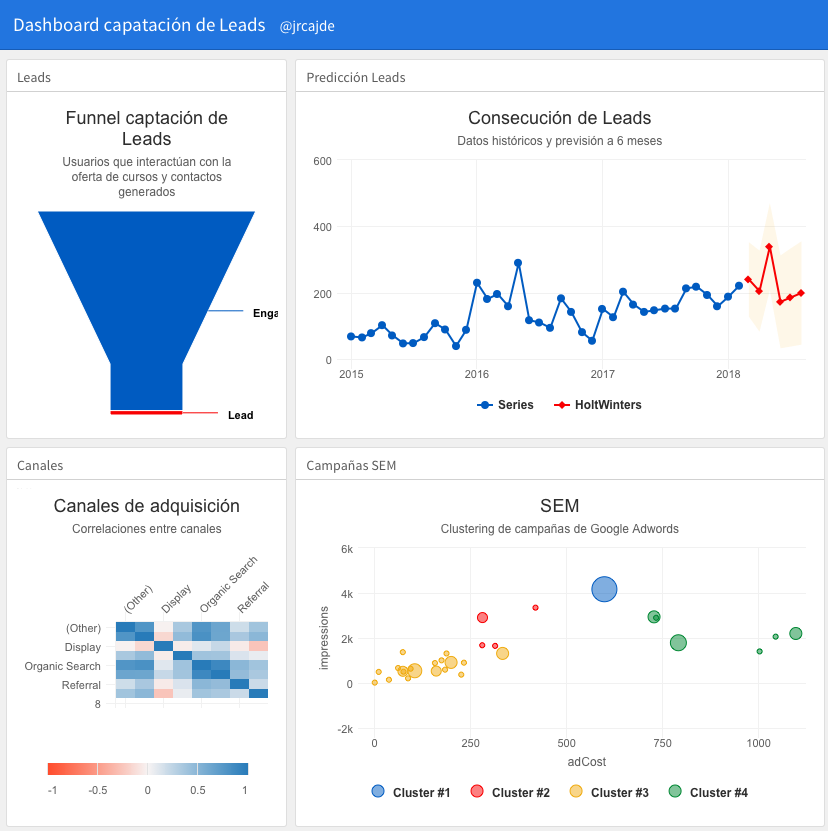 Dashboard capatación de Leads @jrcajde
Leads
Funnel captación de
Leads
Usuarios que interactúan con la
oferta de cursos y contactos
generados
Enga
Lead
Predicción Leads
Consecución de Leads
Datos históricos y previsión a 6 meses
600
400
200
0
2015 2016 2017 2018
Series HoltWinters
Canales
Canales de adquisición
Correlaciones entre canales
(Other) Display Organic Search Referral
(Other)
Display
Organic Search
Referral
8
-1 -0.5 0 0.5 1
Campañas SEM
SEM
Clustering de campañas de Google Adwords
impressions
6k
4k
2k
0
-2k
0 250 500 750 1000
adCost
Cluster #1 Cluster #2 Cluster #3 Cluster #4